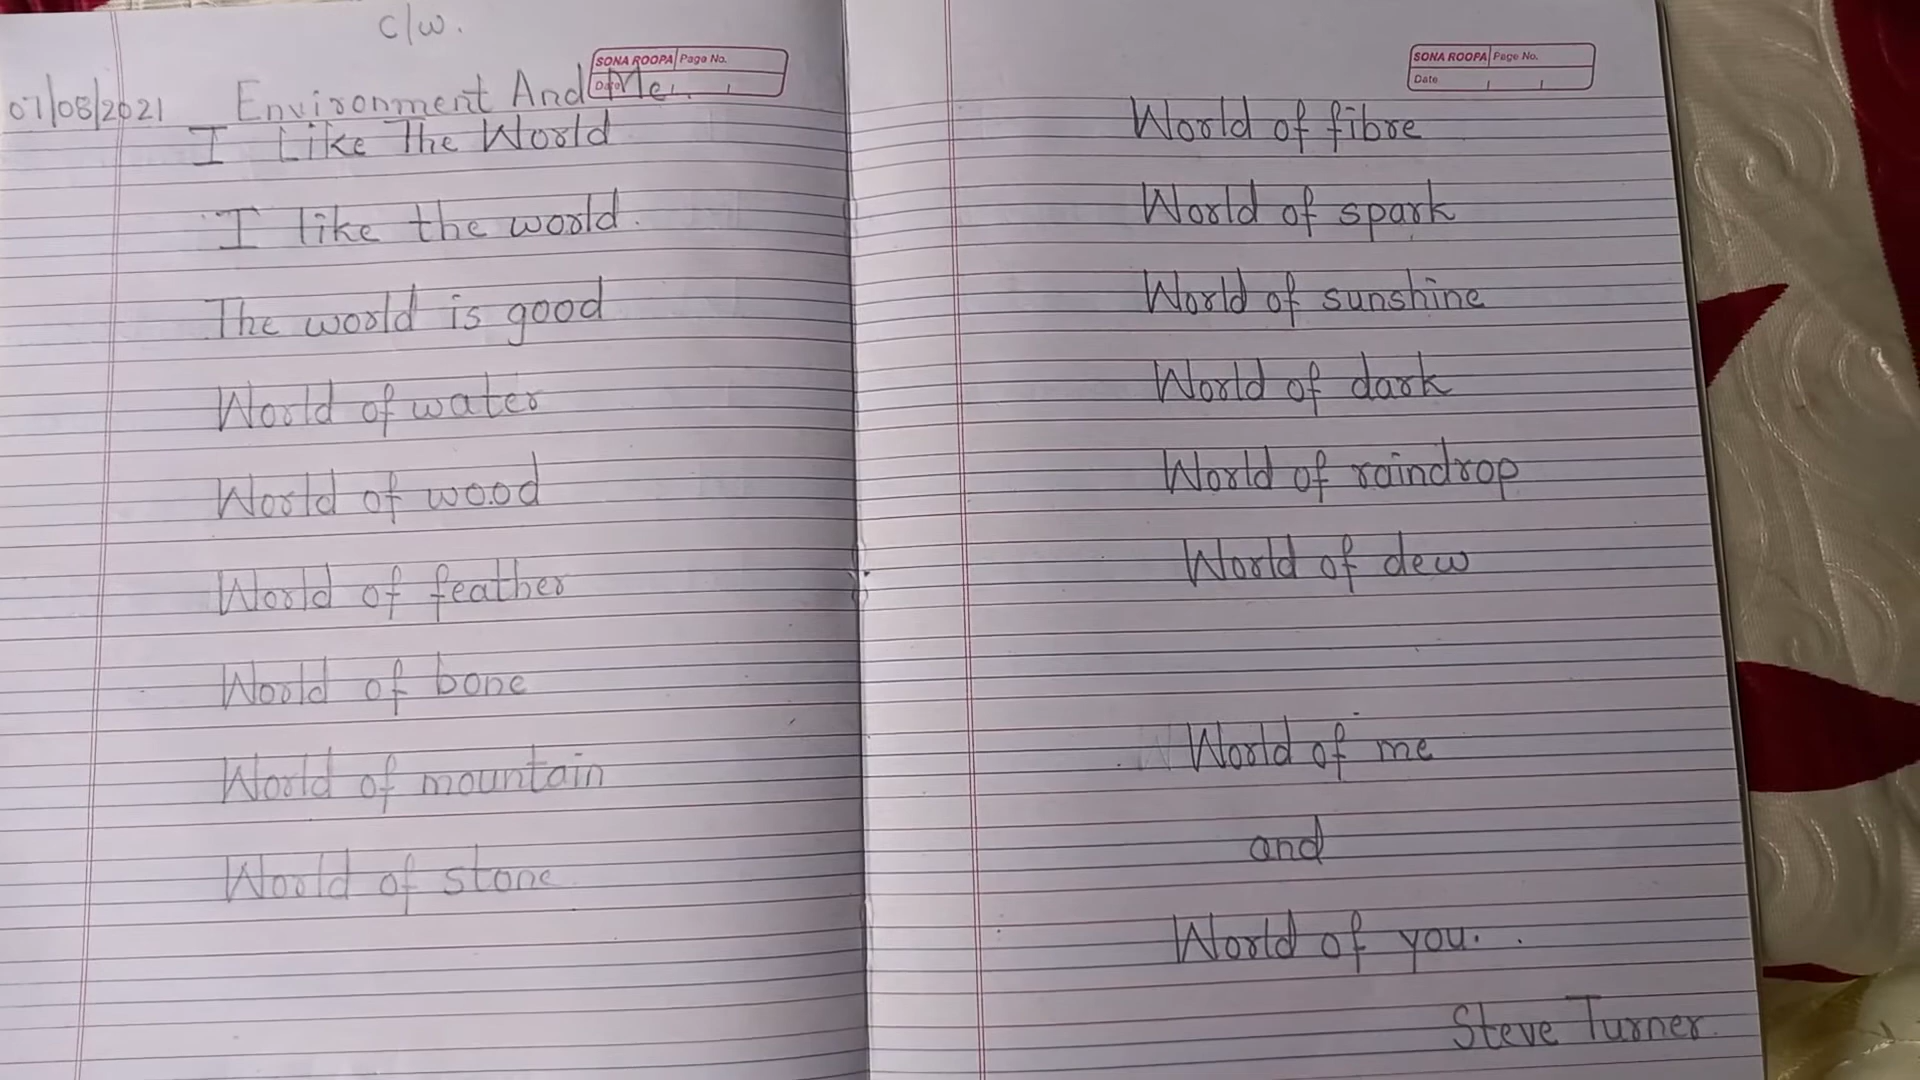 c/w.
SONA ROOPA Page No.
Date
07/08/2021 Environment And Me.
I Like The World
I like the world.
The world is good
World of water
World of wood
World of feather
World of bone
World of mountain
World of stone
SONA ROOPA Page No.
Date
World of fibre
World of spark
World of sunshine
World of dark
World of raindrop
World of dew
World of me
and
World of you.
Steve Turner